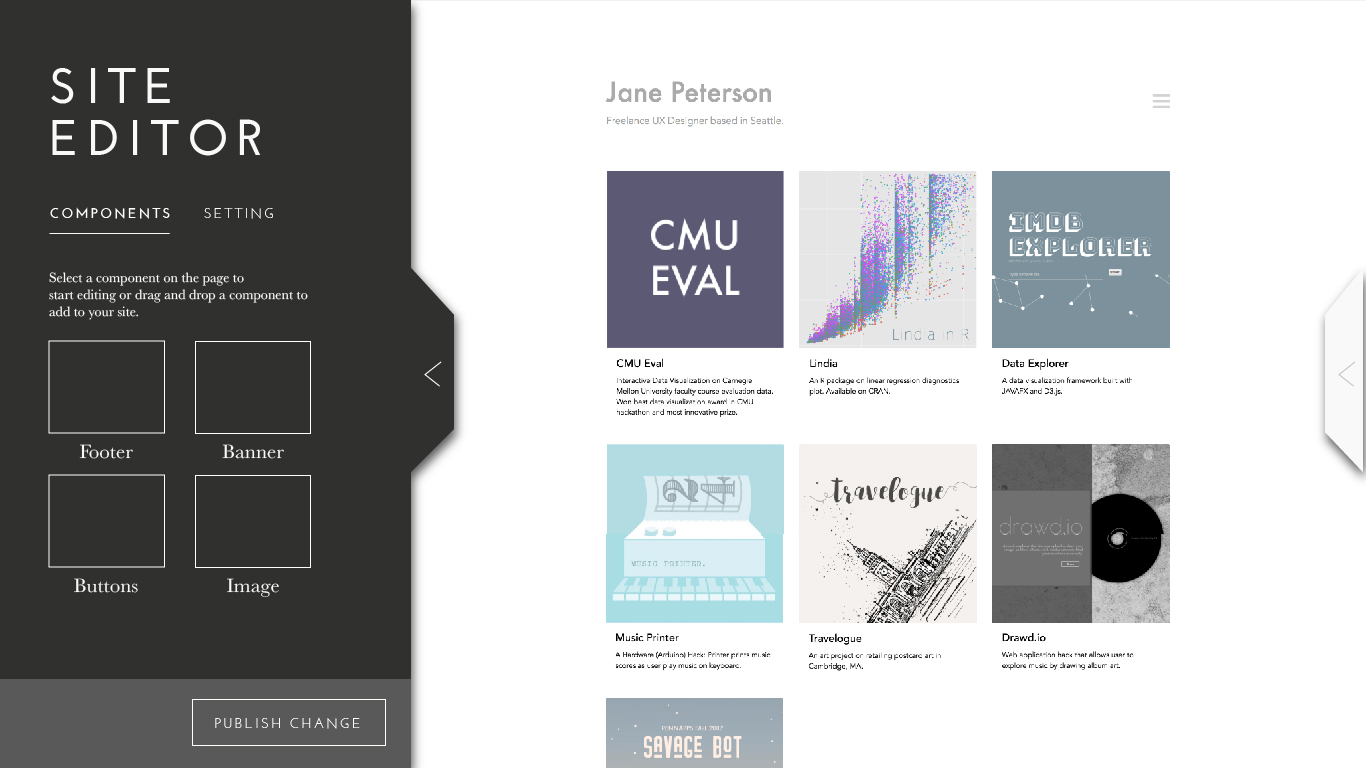 SITE
EDITOR
COMPONENTS SETTING
Select a component on the page to
start editing or drag and drop a component to
add to your site.
Footer Banner
Buttons Image
PUBLISH CHANGE
Jane Peterson
Freelance UX Designer based in Seattle.
CMU
EVAL
Lindia in R
IMDB
EXPLORER
CMU Eval
Interactive Data Visualization on Carnegie
Mellon University faculty course evaluation data.
Won best data visualization award in CMU
hackathon and most innovative prize.
Lindia
An R package on linear regression diagnostics
plot. Available on CRAN.
Data Explorer
A data visualization framework built with
JAVAFX and D3.js.
24
MUSIC PRINTER.
travelogue
drawd.io
Music Printer
A Hardware (Arduino) Hack: Printer prints music
scores as user play music on keyboard.
Travelogue
An art project on retailing postcard art in
Cambridge, MA.
Drawd.io
Web application hack that allows user to
explore music by drawing album art.
PENNAPPS FALL 2017
SAVAGE BOT